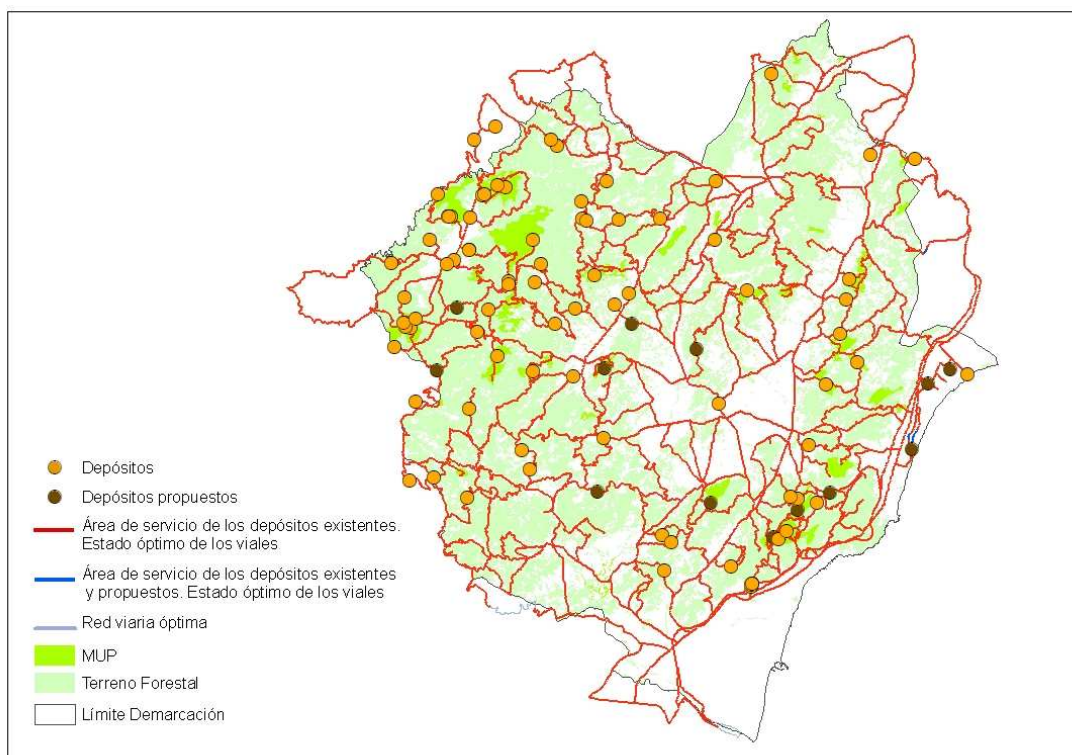 Depósitos
Depósitos propuestos
Área de servicio de los depósitos existentes.
Estado óptimo de los viales
Área de servicio de los depósitos existentes
y propuestos. Estado óptimo de los viales
Red viaria óptima
MUP
Terreno Forestal
Límite Demarcación